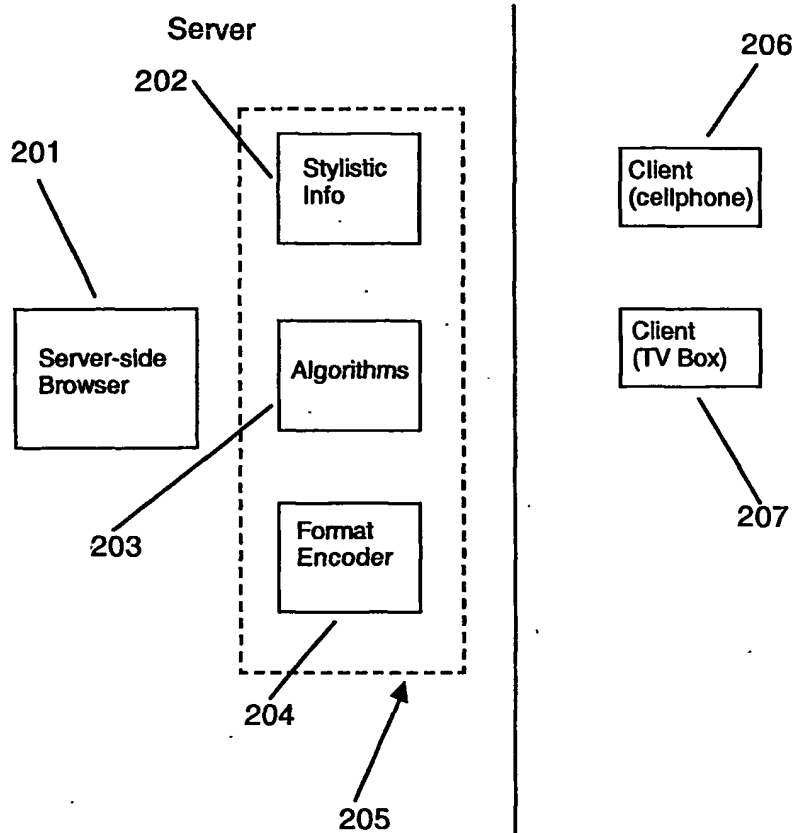 Server
206
202
201
Stylistic
Info
Client
(cellphone)
Server-side
Browser
Algorithms
Client
(TV Box)
203
207
Format
Encoder
204
205